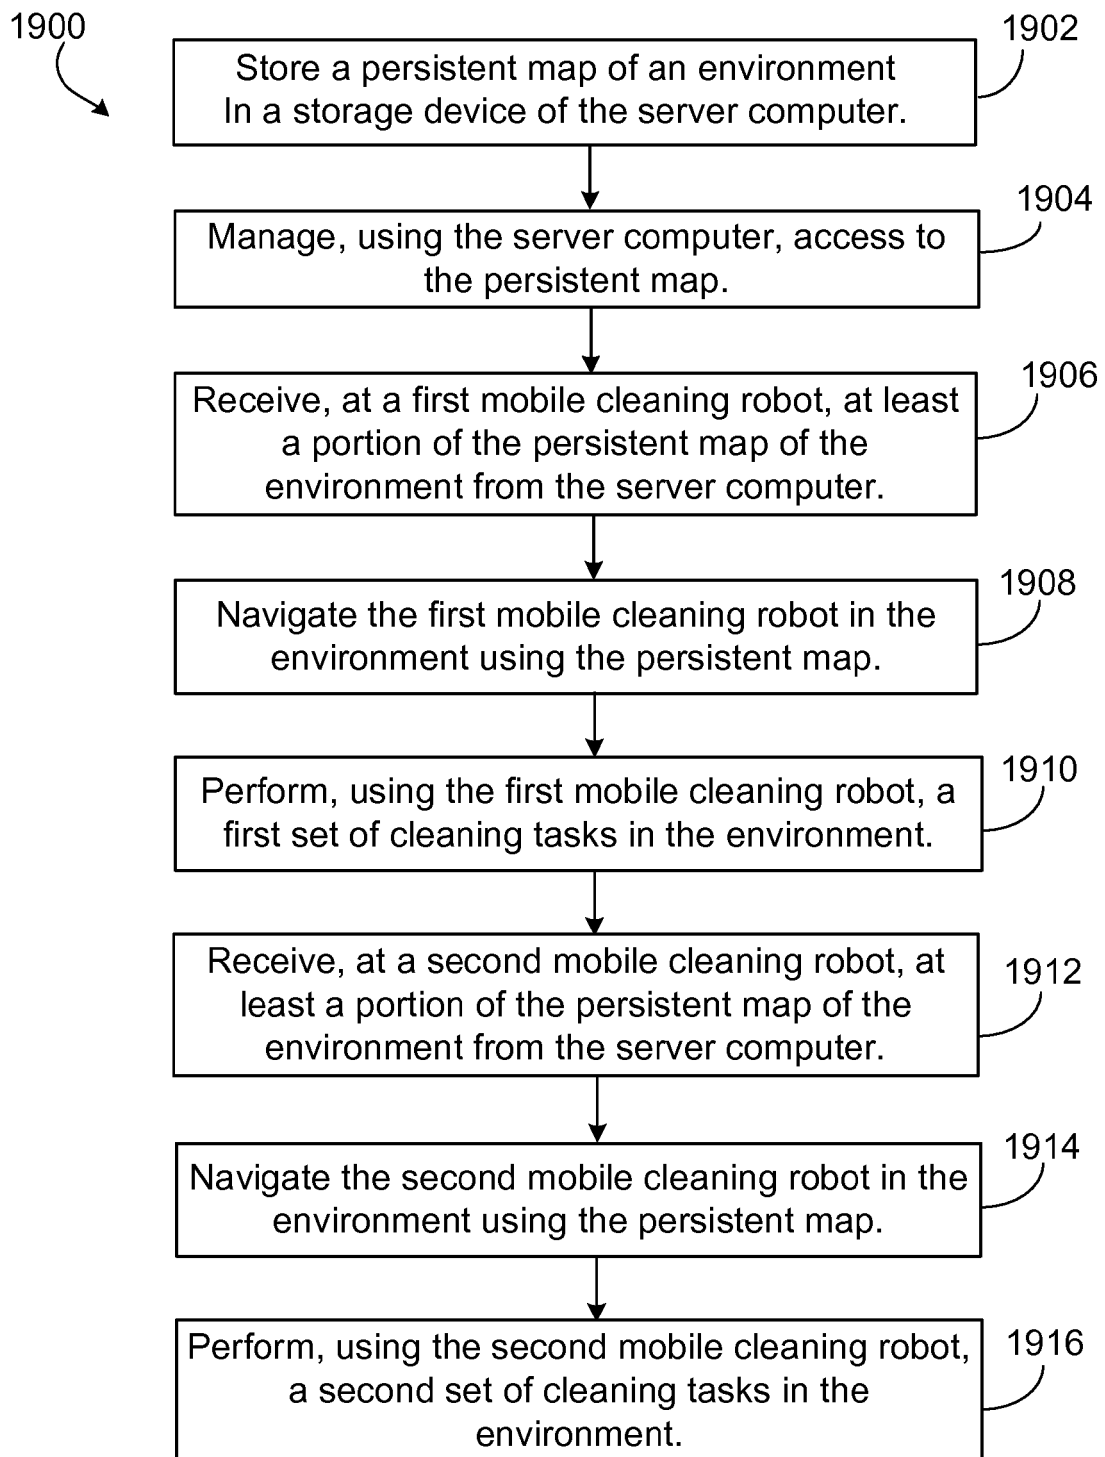 1900
1902
Store a persistent map of an environment
In a storage device of the server computer.
1904
Manage, using the server computer, access to
the persistent map.
1906
Receive, at a first mobile cleaning robot, at least
a portion of the persistent map of the
environment from the server computer.
1908
Navigate the first mobile cleaning robot in the
environment using the persistent map.
1910
Perform, using the first mobile cleaning robot, a
first set of cleaning tasks in the environment.
1912
Receive, at a second mobile cleaning robot, at
least a portion of the persistent map of the
environment from the server computer.
1914
Navigate the second mobile cleaning robot in the
environment using the persistent map.
1916
Perform, using the second mobile cleaning robot,
a second set of cleaning tasks in the
environment.